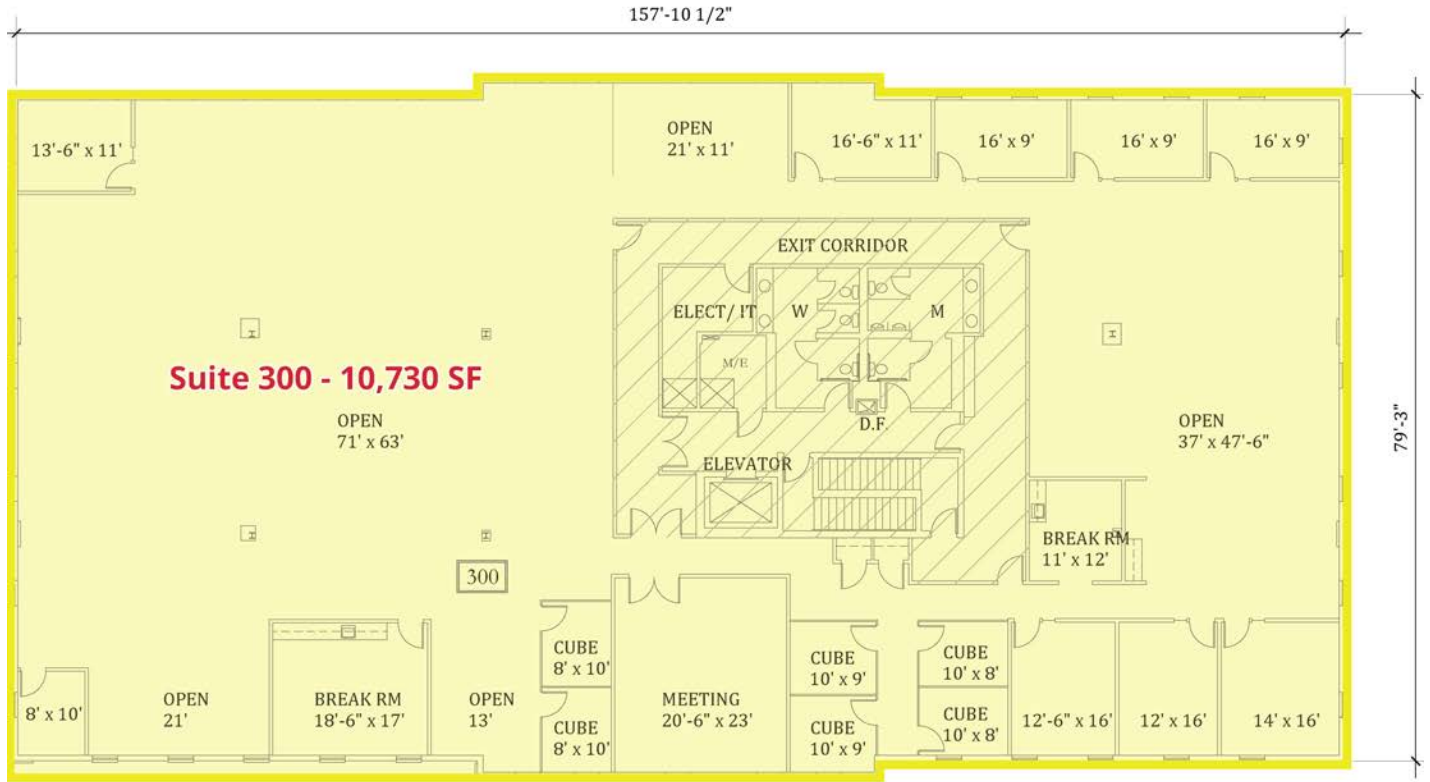 157'-10 1/2"
13'-6" x 11'
OPEN
21' x 11'
16'-6" x 11'
16' x 9'
16' x 9'
16' x 9'
EXIT CORRIDOR
ELECT/ IT
W
M
M/E
Suite 300 - 10,730 SF
OPEN
71' x 63'
D.F.
OPEN
37' x 47'-6"
79'-3"
ELEVATOR
BREAK RM
11' x 12'
300
CUBE
8' x 10'
CUBE
10' x 9'
CUBE
10' x 8'
8' x 10'
OPEN
21'
BREAK RM
18'-6" x 17'
OPEN
13'
CUBE
8' x 10'
MEETING
20'-6" x 23'
CUBE
10' x 9'
CUBE
10' x 8'
12'-6" x 16'
12' x 16'
14' x 16'